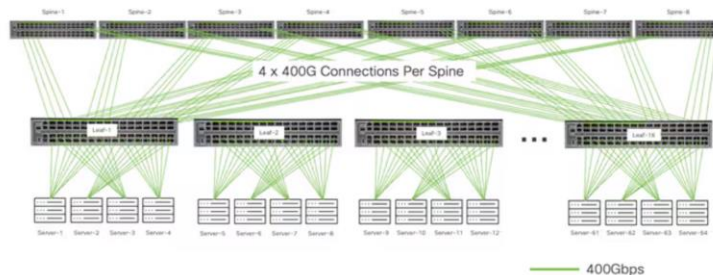 Spine-1 Spine-2 Spine-3 Spine-4 Spine-5 Spine-6 Spine-7 Spine-8
4 x 400G Connections Per Spine
Leaf-1 Leaf-2 Leaf-3 Leaf-16
Server-1 Server-2 Server-3 Server-4 Server-5 Server-6 Server-7 Server-8 Server-9 Server-10 Server-11 Server-12 Server-61 Server-62 Server-63 Server-64
400Gbps